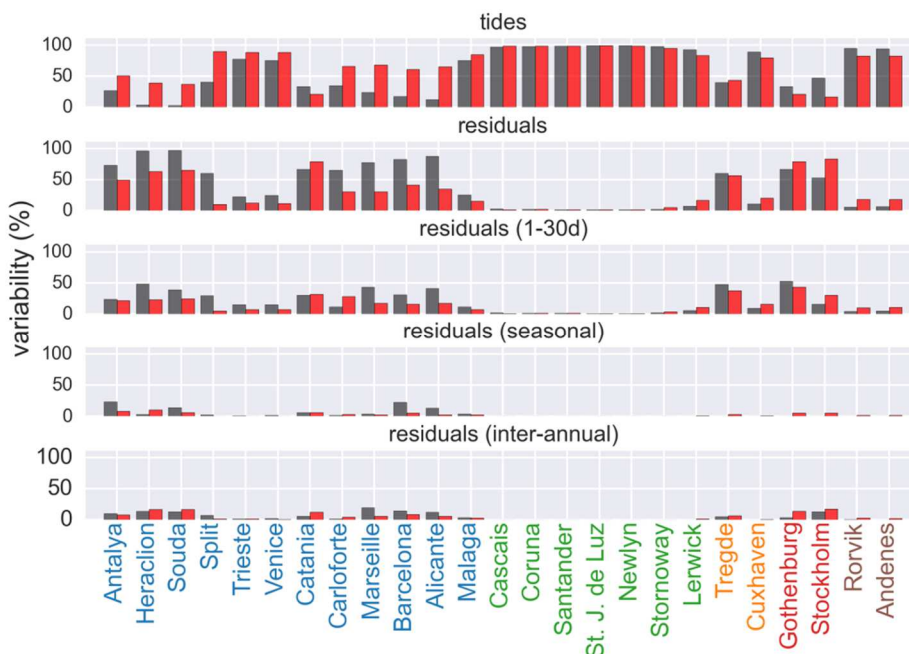 tides
100
50
0
residuals
100
50
0
residuals (1-30d)
100
50
0
residuals (seasonal)
100
50
0
residuals (inter-annual)
100
50
0
variability (%)
Antalya
Heraclion
Souda
Split
Trieste
Venice
Catania
Carloforte
Marseille
Barcelona
Alicante
Malaga
Cascais
Coruna
Santander
St. J. de Luz
Newlyn
Stornoway
Lerwick
Tregde
Cuxhaven
Gothenburg
Stockholm
Rorvik
Andenes